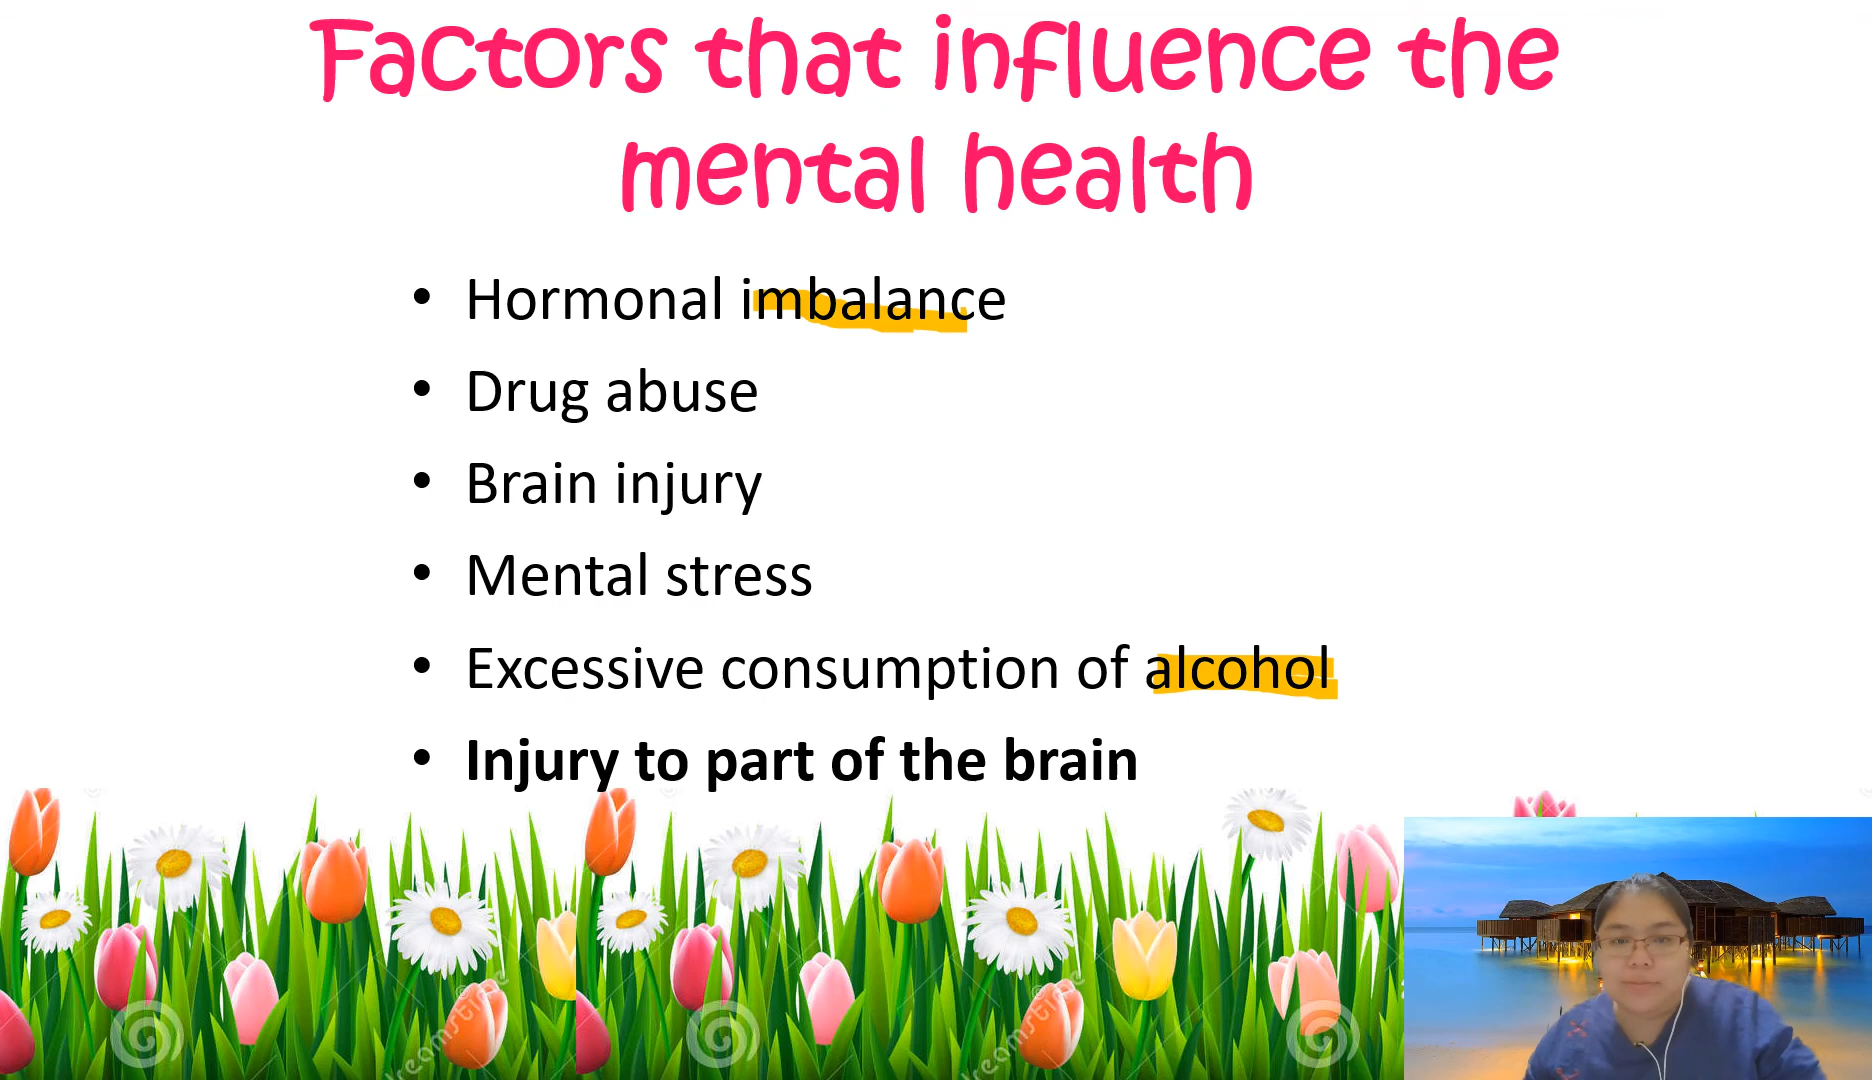 Factors that influence the
mental health
• Hormonal imbalance
• Drug abuse
• Brain injury
• Mental stress
• Excessive consumption of alcohol
• Injury to part of the brain